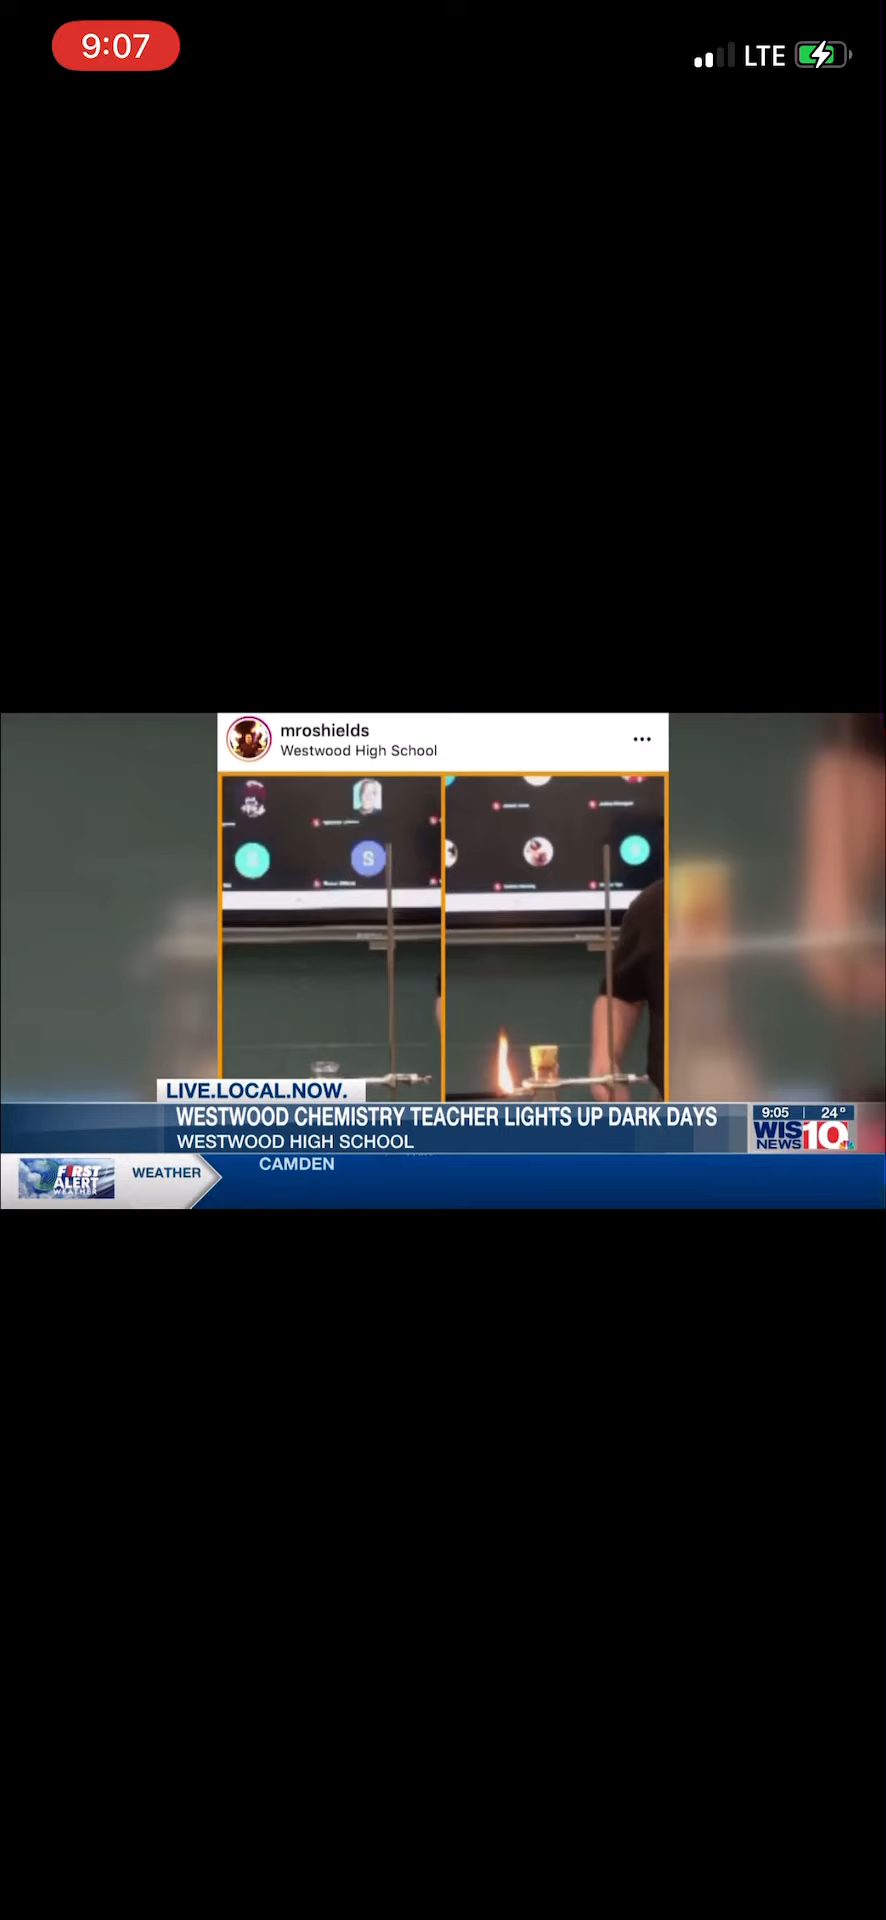 9:07
LTE
mroshields
Westwood High School
S
LIVE.LOCAL.NOW.
WESTWOOD CHEMISTRY TEACHER LIGHTS UP DARK DAYS
WESTWOOD HIGH SCHOOL
9:05 | 24°
WIS
NEWS 10
FIRST
ALERT
WEATHER
WEATHER
CAMDEN